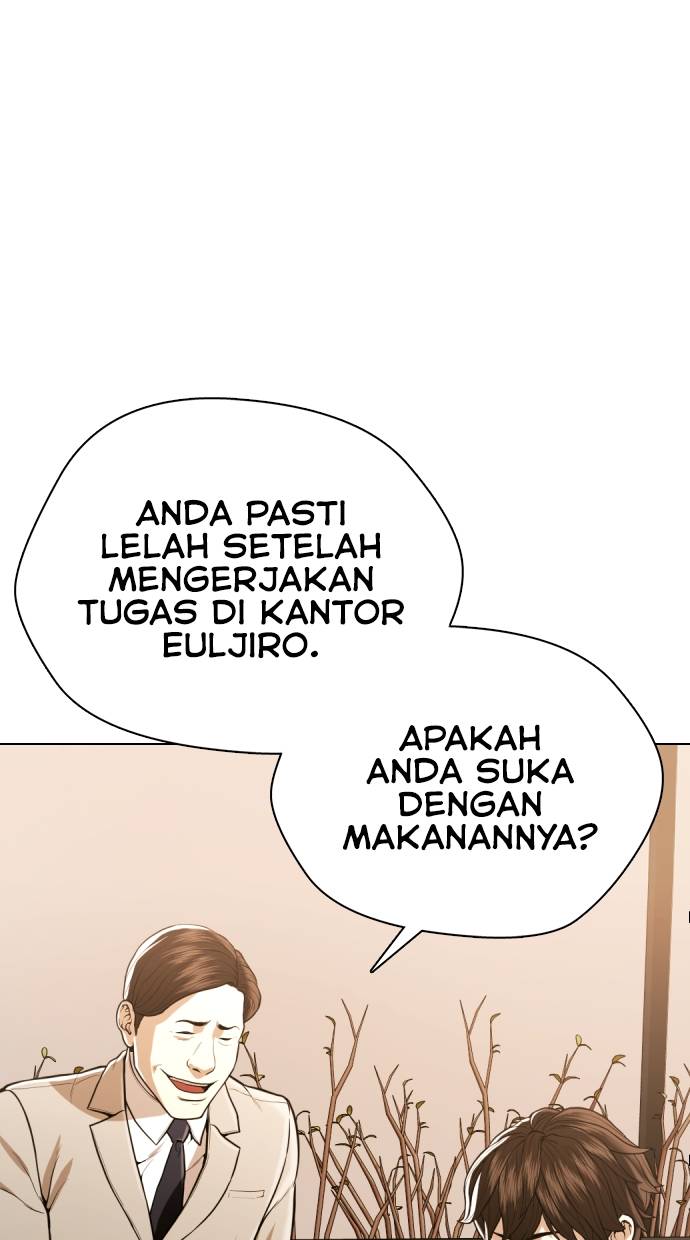 ANDA PASTI
LELAH SETELAH
MENGERJAKAN
TUGAS DI KANTOR
EULJIRO.
APAKAH
ANDA SUKA
DENGAN
MAKANANNYA?